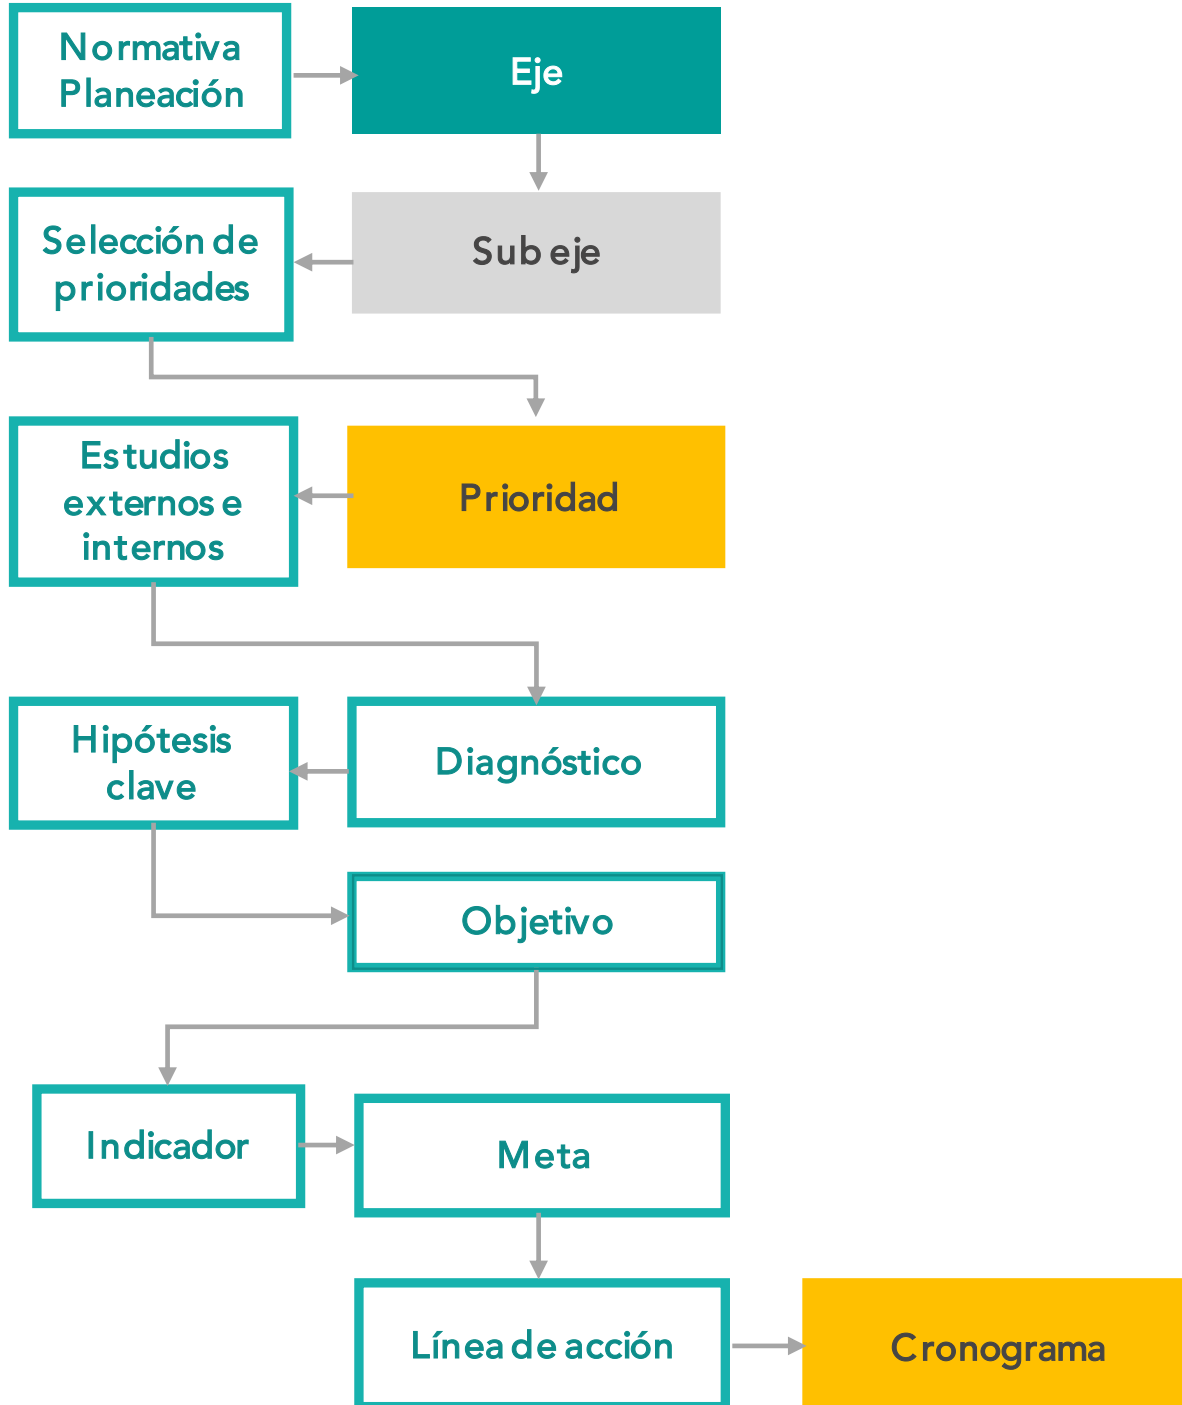 Normativa
Planeación
Eje
Selección de
prioridades
Sub eje
Estudios
externos e
internos
Prioridad
Hipótesis
clave
Diagnóstico
Objetivo
Indicador
Meta
Línea de acción
Cronograma